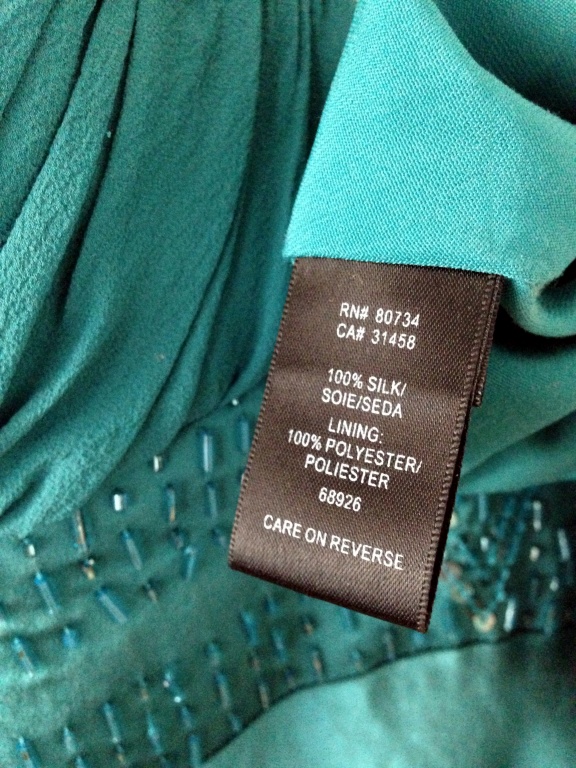 RN# 80734
CA# 31458
100% SILK/
SOIE/SEDA
LINING:
100% POLYESTER/
POLIESTER
68926
CARE ON REVERSE